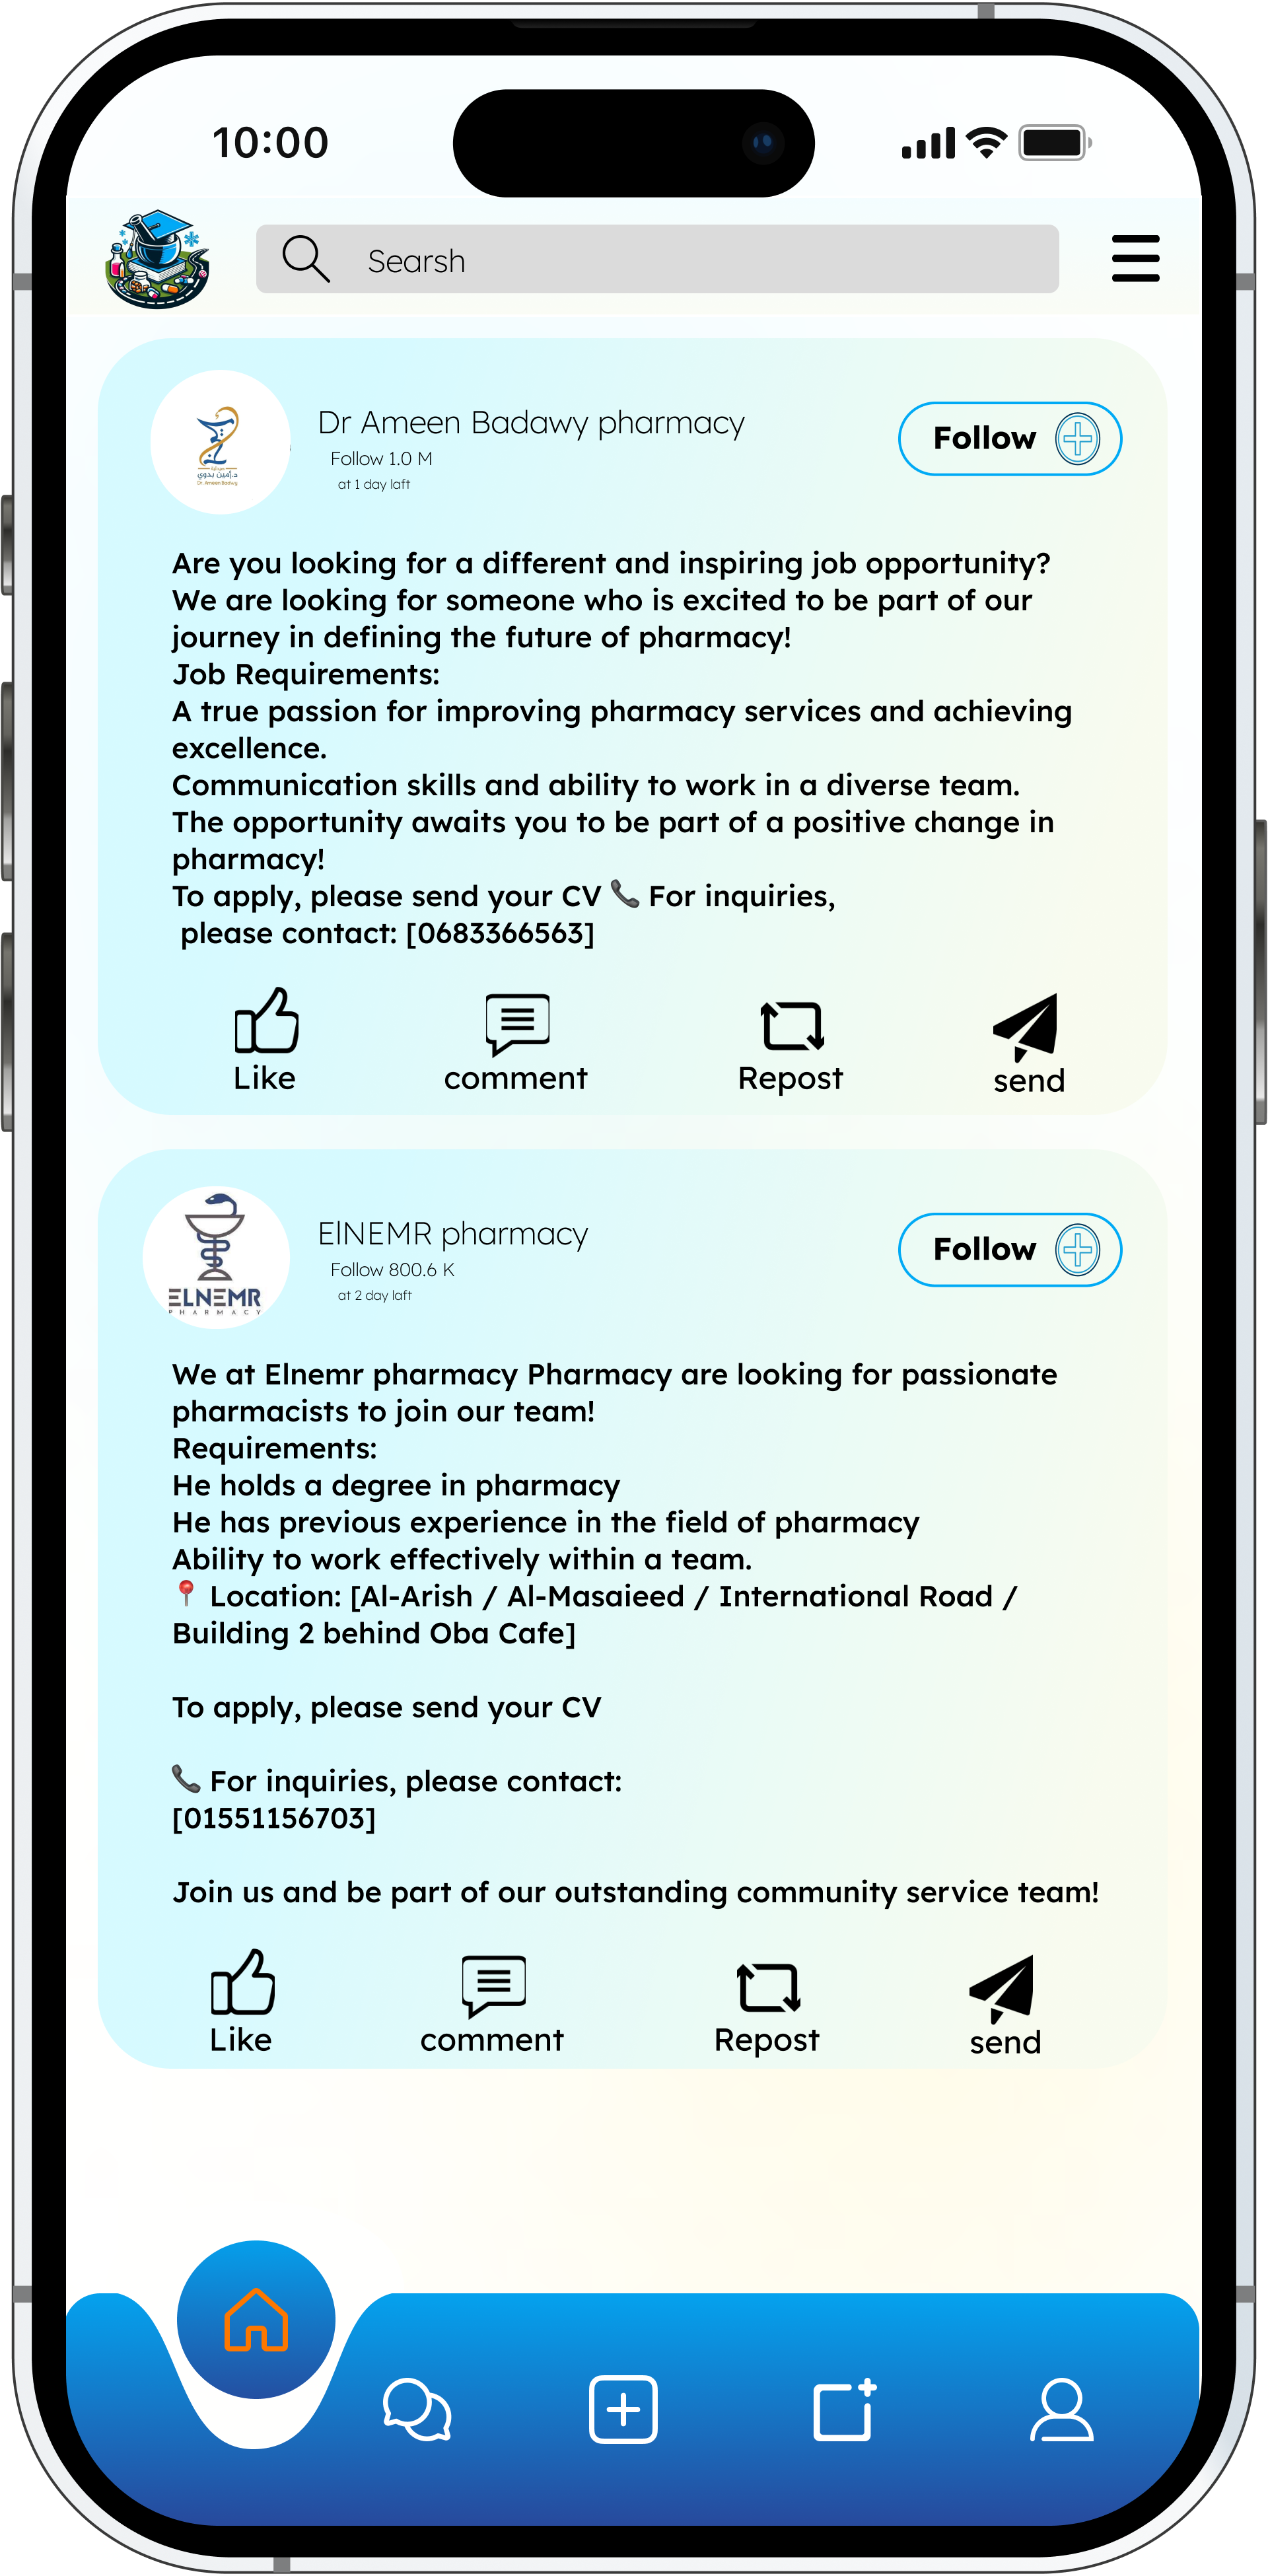 10:00
Searsh
د.أمين بدوي
Dr. Ameen Badawy
Dr Ameen Badawy pharmacy
Follow 1.0 M
at 1 day laft
Follow
Are you looking for a different and inspiring job opportunity?
We are looking for someone who is excited to be part of our
journey in defining the future of pharmacy!
Job Requirements:
A true passion for improving pharmacy services and achieving
excellence.
Communication skills and ability to work in a diverse team.
The opportunity awaits you to be part of a positive change in
pharmacy!
To apply, please send your CV 📞 For inquiries,
please contact: [0683366563]
Like
comment
Repost
send
ELNEMR
PHARMACY
ElNEMR pharmacy
Follow 800.6 K
at 2 day laft
Follow
We at Elnemr pharmacy Pharmacy are looking for passionate
pharmacists to join our team!
Requirements:
He holds a degree in pharmacy
He has previous experience in the field of pharmacy
Ability to work effectively within a team.
📍 Location: [Al-Arish / Al-Masaieed / International Road /
Building 2 behind Oba Cafe]
To apply, please send your CV
📞 For inquiries, please contact:
[01551156703]
Join us and be part of our outstanding community service team!
Like
comment
Repost
send